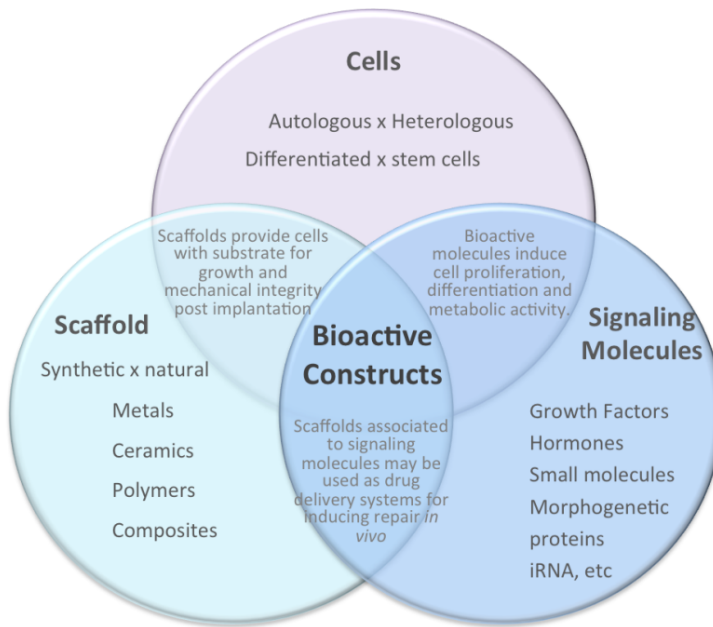 Cells
Autologous x Heterologous
Differentiated x stem cells
Scaffolds provide cells
with substrate for
growth and
mechanical integrity
post implantation
Bioactive
molecules induce
cell proliferation,
differentiation and
metabolic activity.
Scaffold
Synthetic x natural
Metals
Ceramics
Polymers
Composites
Bioactive
Constructs
Scaffolds associated
to signaling
molecules may be
used as drug
delivery systems for
inducing repair in
vivo
Signaling
Molecules
Growth Factors
Hormones
Small molecules
Morphogenetic
proteins
iRNA, etc